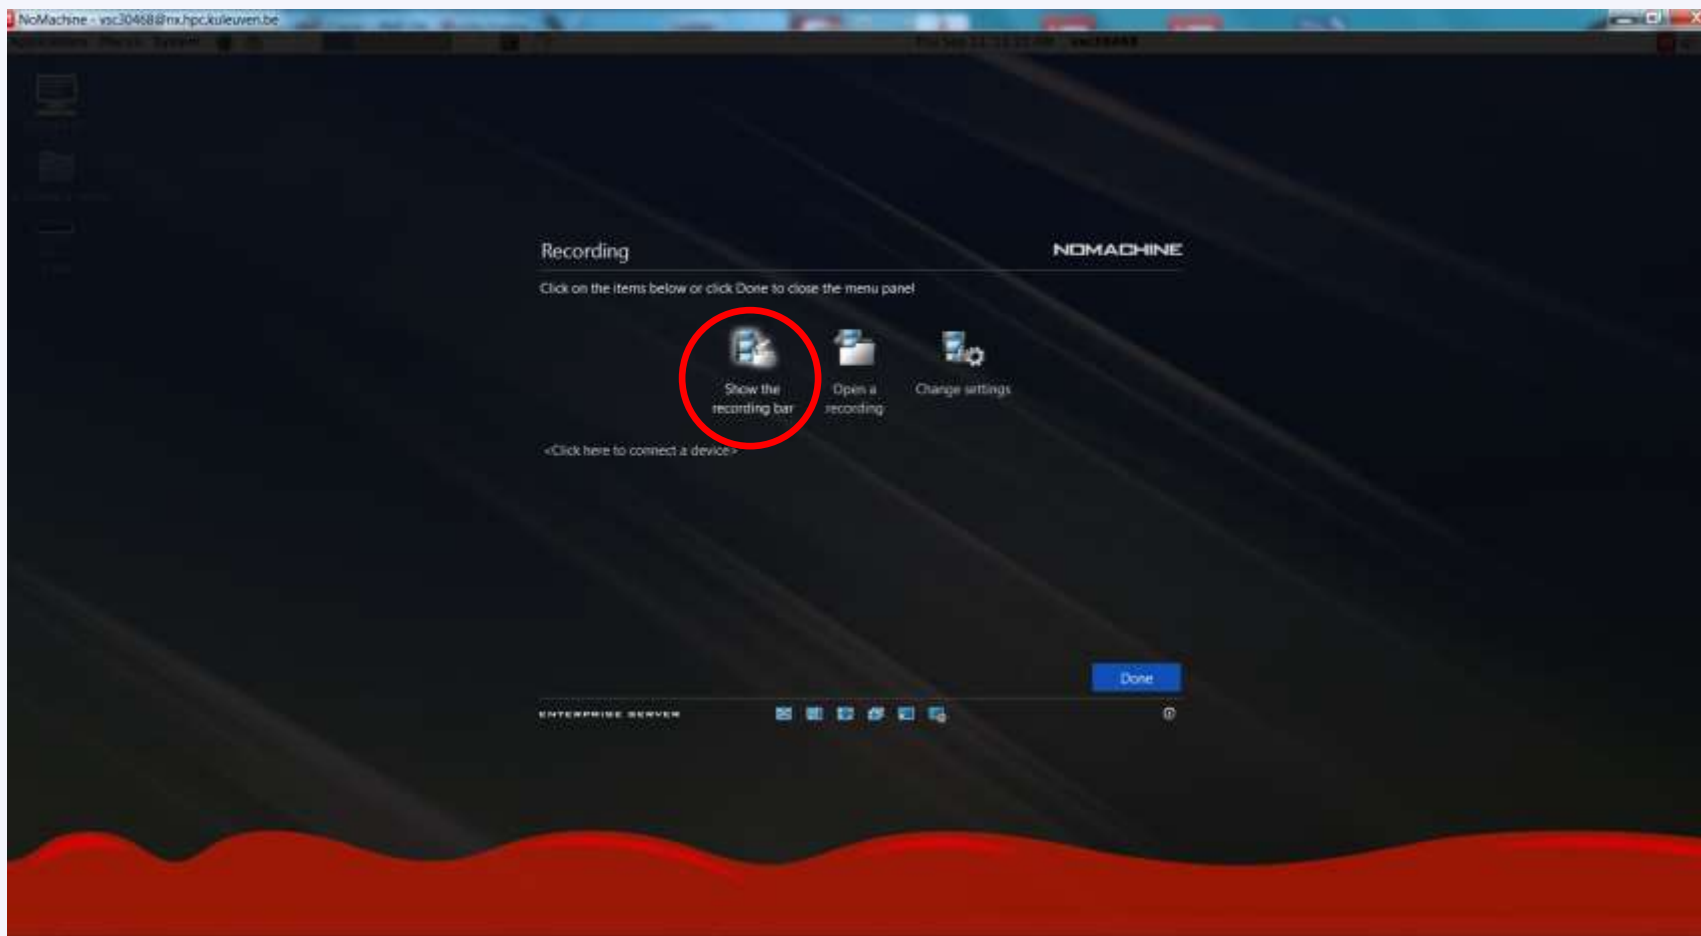 NoMachine - vsc30468@nx.hpc.kuleuven.be
Recording
NOMACHINE
Click on the items below or click Done to close the menu panel
Show the
recording bar
Open a
recording
Change settings
<Click here to connect a device>
Done
ENTERPRISE SERVER